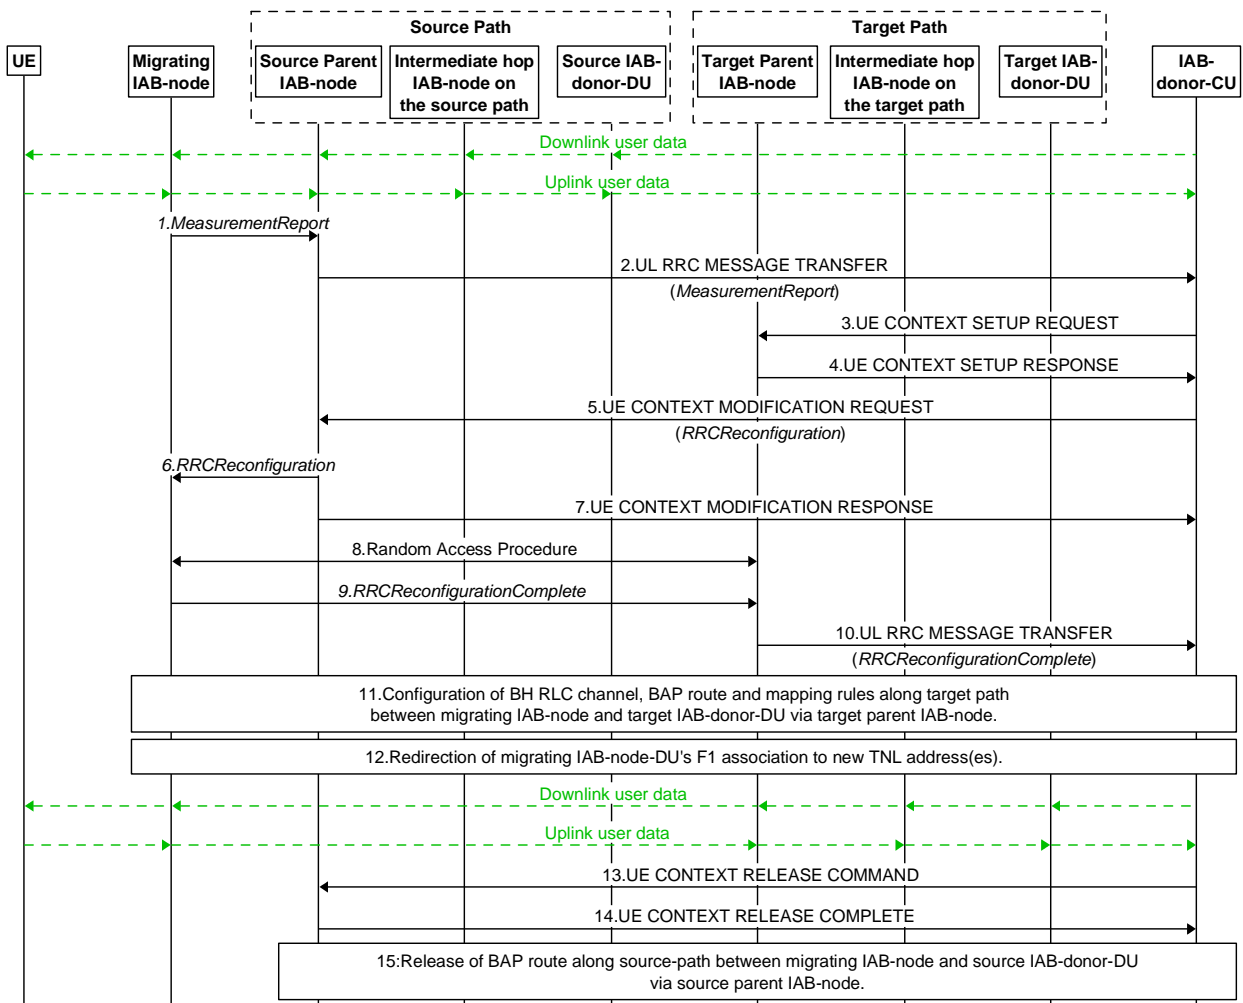 Source Path
Target Path
UE
Migrating
IAB-node
Source Parent
IAB-node
Intermediate hop
IAB-node on
the source path
Source IAB-
donor-DU
Target Parent
IAB-node
Intermediate hop
IAB-node on
the target path
Target IAB-
donor-DU
IAB-
donor-CU
Downlink user data
Uplink user data
1.MeasurementReport
2.UL RRC MESSAGE TRANSFER
(MeasurementReport)
3.UE CONTEXT SETUP REQUEST
4.UE CONTEXT SETUP RESPONSE
5.UE CONTEXT MODIFICATION REQUEST
(RRCReconfiguration)
6.RRCReconfiguration
7.UE CONTEXT MODIFICATION RESPONSE
8.Random Access Procedure
9.RRCReconfigurationComplete
10.UL RRC MESSAGE TRANSFER
(RRCReconfigurationComplete)
11.Configuration of BH RLC channel, BAP route and mapping rules along target path
between migrating IAB-node and target IAB-donor-DU via target parent IAB-node.
12.Redirection of migrating IAB-node-DU's F1 association to new TNL address(es).
Downlink user data
Uplink user data
13.UE CONTEXT RELEASE COMMAND
14.UE CONTEXT RELEASE COMPLETE
15:Release of BAP route along source-path between migrating IAB-node and source IAB-donor-DU
via source parent IAB-node.